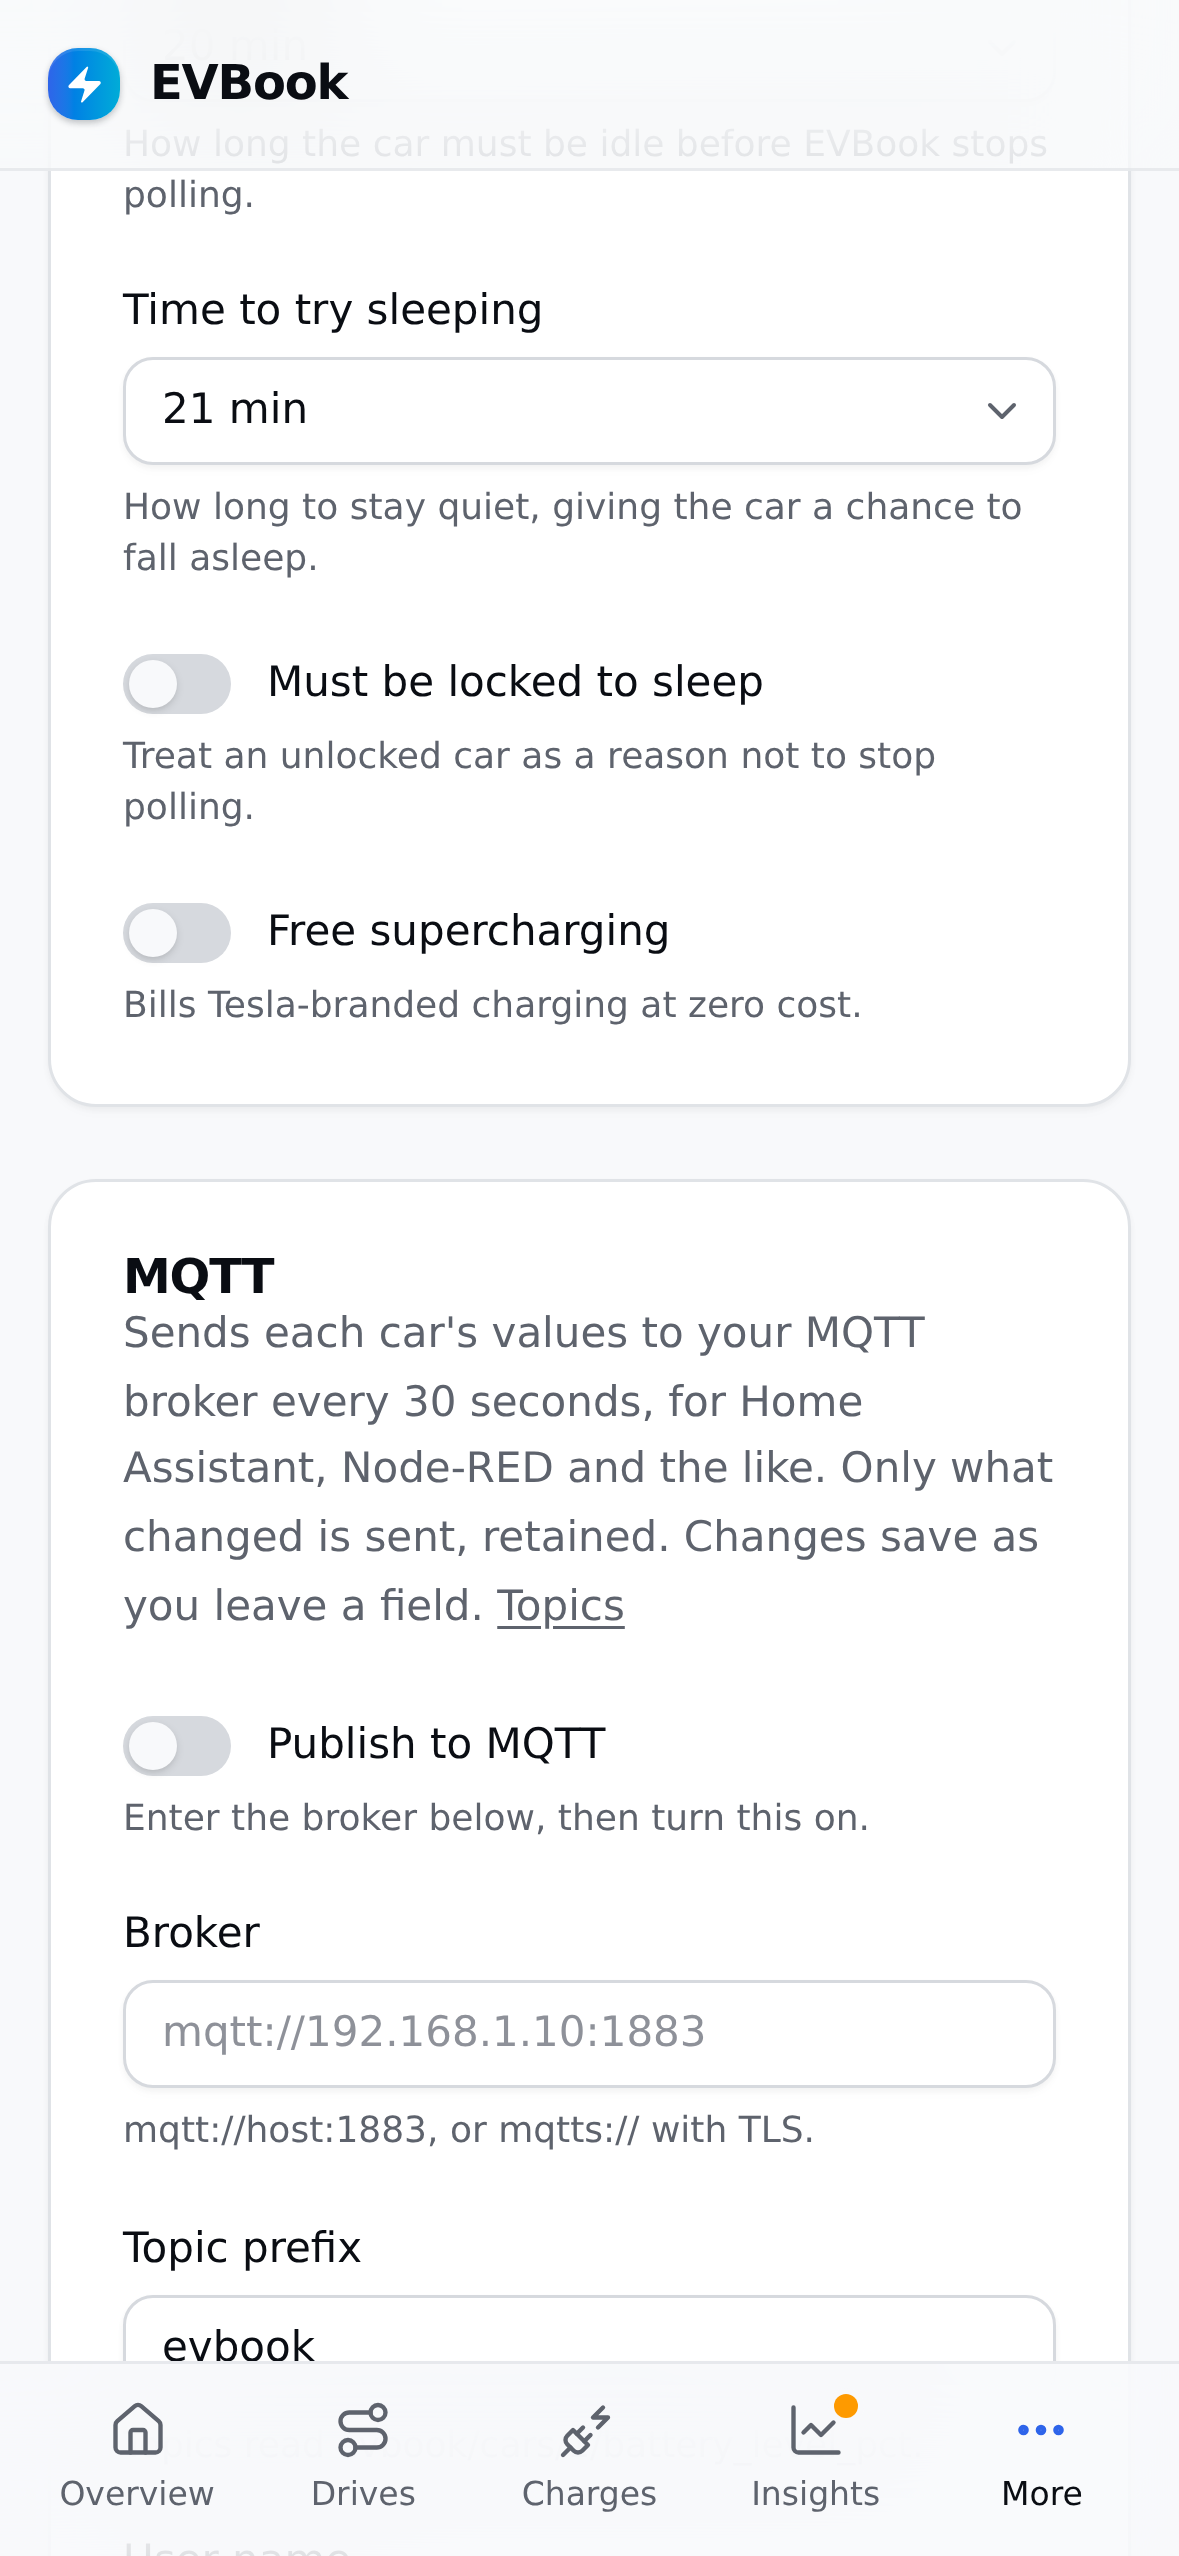 20 min
EVBook
How long the car must be idle before EVBook stops
polling.
Time to try sleeping
21 min
How long to stay quiet, giving the car a chance to
fall asleep.
Must be locked to sleep
Treat an unlocked car as a reason not to stop
polling.
Free supercharging
Bills Tesla-branded charging at zero cost.
MQTT
Sends each car's values to your MQTT
broker every 30 seconds, for Home
Assistant, Node-RED and the like. Only what
changed is sent, retained. Changes save as
you leave a field. Topics
Publish to MQTT
Enter the broker below, then turn this on.
Broker
mqtt://192.168.1.10:1883
mqtt://host:1883, or mqtts:// with TLS.
Topic prefix
evbook
Overview
Drives
Charges
Insights
More
User name